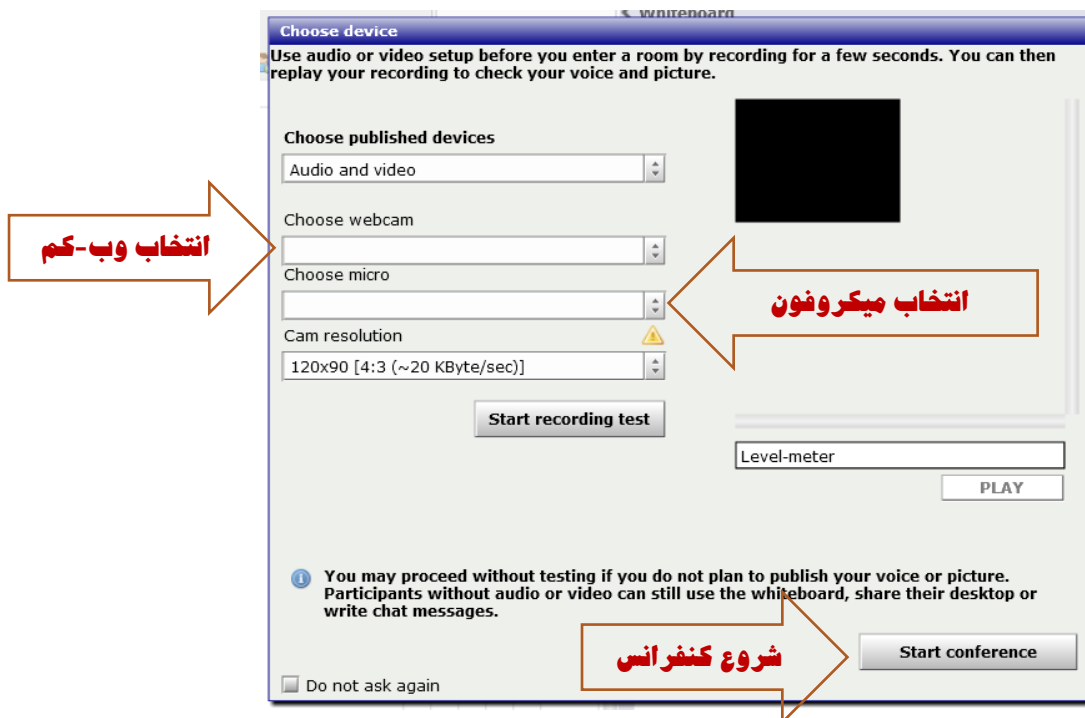 Whiteboard
Choose device
Use audio or video setup before you enter a room by recording for a few seconds. You can then
replay your recording to check your voice and picture.
Choose published devices
Audio and video
Choose webcam
انتخاب وب-کم
Choose micro
انتخاب میکروفون
Cam resolution
120x90 [4:3 (~20 KByte/sec)]
Start recording test
Level-meter
PLAY
You may proceed without testing if you do not plan to publish your voice or picture.
Participants without audio or video can still use the whiteboard, share their desktop or
write chat messages.
شروع کنفرانس
Start conference
Do not ask again